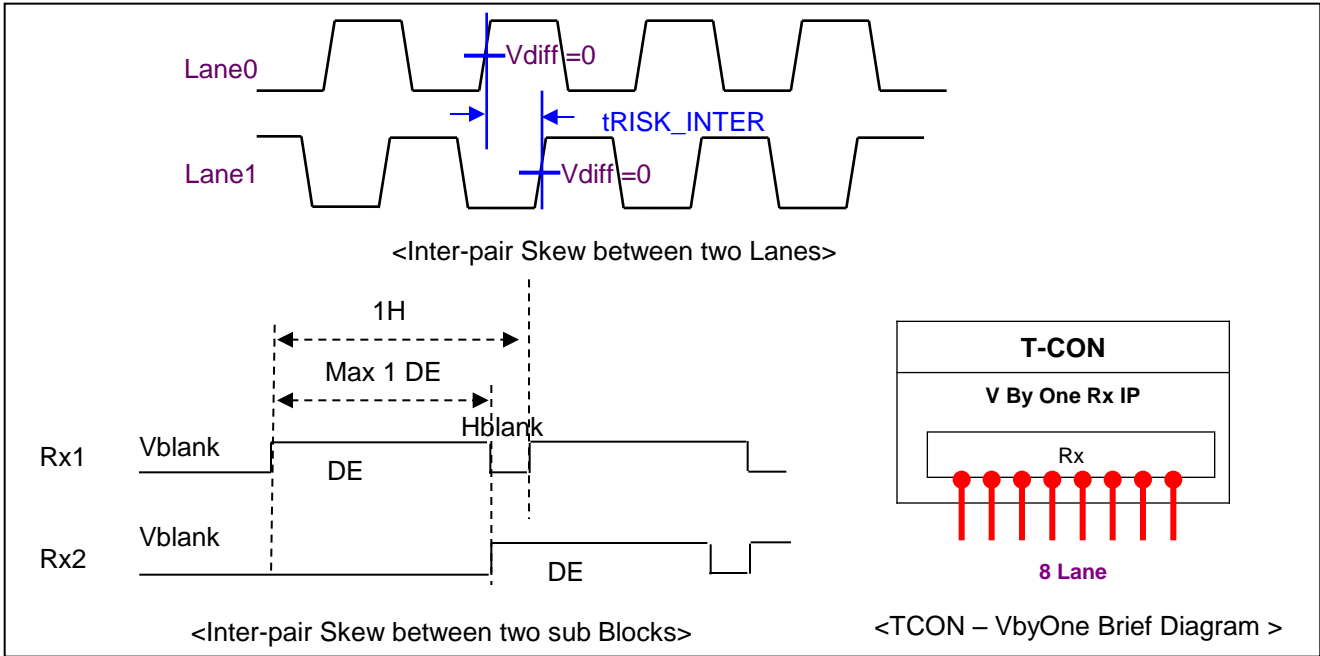 Lane0
Vdiff =0
tRISK_INTER
Lane1
Vdiff =0
<Inter-pair Skew between two Lanes>
1H
Max 1 DE
Hblank
Rx1
Vblank
DE
Rx2
Vblank
DE
<Inter-pair Skew between two sub Blocks>
T-CON
V By One Rx IP
Rx
8 Lane
<TCON – VbyOne Brief Diagram >